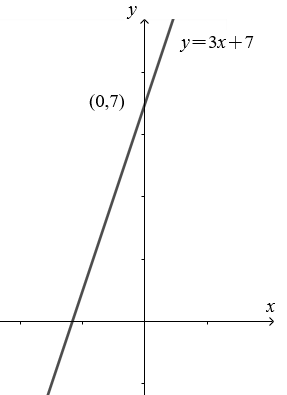 y
y=3x+7
(0,7)
x